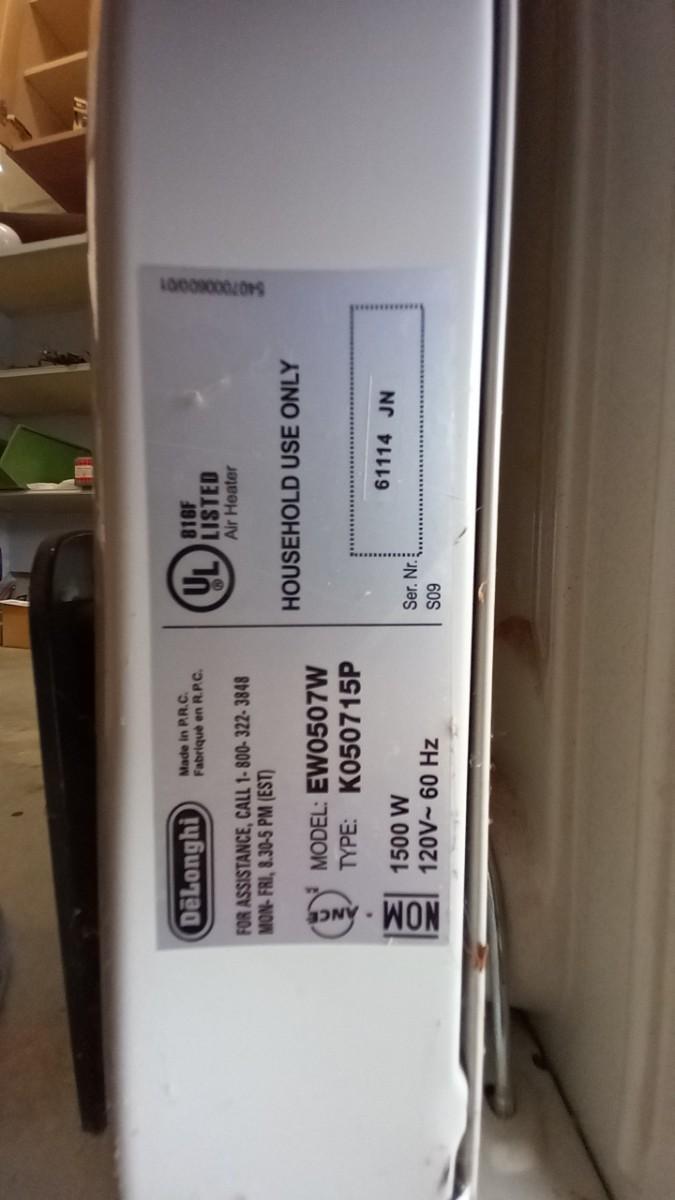 DēLonghi
Made in P.R.C.
Fabriqué en R.P.C.
FOR ASSISTANCE, CALL 1- 800- 322- 3848
MON- FRI, 8.30-5 PM (EST)
ANCE
MODEL: EW0507W
TYPE: K050715P
NOM
1500 W
120V~ 60 Hz
UL
®
816F
LISTED
Air Heater
HOUSEHOLD USE ONLY
61114 JN
Ser. Nr.:
S09
5407000600/01